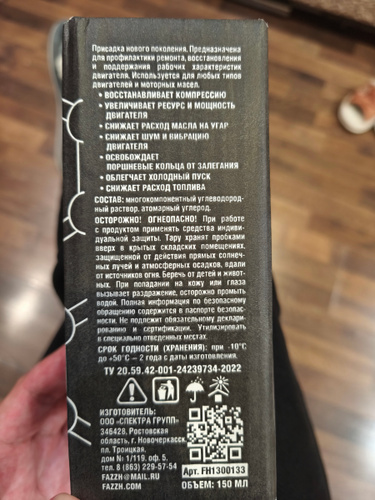 Присадка нового поколения. Предназначена
для профилактики ремонта, восстановления
и поддержания рабочих характеристик
двигателя. Используется для любых типов
двигателей и моторных масел.
• ВОССТАНАВЛИВАЕТ КОМПРЕССИЮ
• УВЕЛИЧИВАЕТ РЕСУРС И МОЩНОСТЬ
ДВИГАТЕЛЯ
• СНИЖАЕТ РАСХОД МАСЛА НА УГАР
• СНИЖАЕТ ШУМ И ВИБРАЦИЮ
ДВИГАТЕЛЯ
• ОСВОБОЖДАЕТ
ПОРШНЕВЫЕ КОЛЬЦА ОТ ЗАЛЕГАНИЯ
• ОБЛЕГЧАЕТ ХОЛОДНЫЙ ПУСК
• СНИЖАЕТ РАСХОД ТОПЛИВА
СОСТАВ: многокомпонентный углеводород-
ный раствор, атомарный углерод.
ОСТОРОЖНО! ОГНЕОПАСНО! При работе
с продуктом применять средства индиви-
дуальной защиты. Тару хранят пробками
вверх в крытых складских помещениях,
защищенной от действия прямых солнеч-
ных лучей и атмосферных осадков, вдали
от источников огня. Беречь от детей и живот-
ных. При попадании на кожу или глаза
вызывает раздражение, осторожно промыть
водой. Полная информация по безопасному
обращению содержится в паспорте безопас-
ности. Не подлежит обязательному деклари-
рованию и сертификации. Утилизировать
в специально отведенных местах.
СРОК ГОДНОСТИ (ХРАНЕНИЯ): при -10°С
до +50°С – 2 года с даты изготовления.
ТУ 20.59.42-001-24239734-2022
ИЗГОТОВИТЕЛЬ:
ООО «СПЕКТРА ГРУПП»
346428, Ростовская
область, г. Новочеркасск,
пл. Троицкая,
дом № 1/119, оф. 5.
тел. 8 (863) 229-57-54
FAZZH@MAIL.RU
FAZZH.COM
Арт. FH1300133
ОБЪЕМ: 150 МЛ